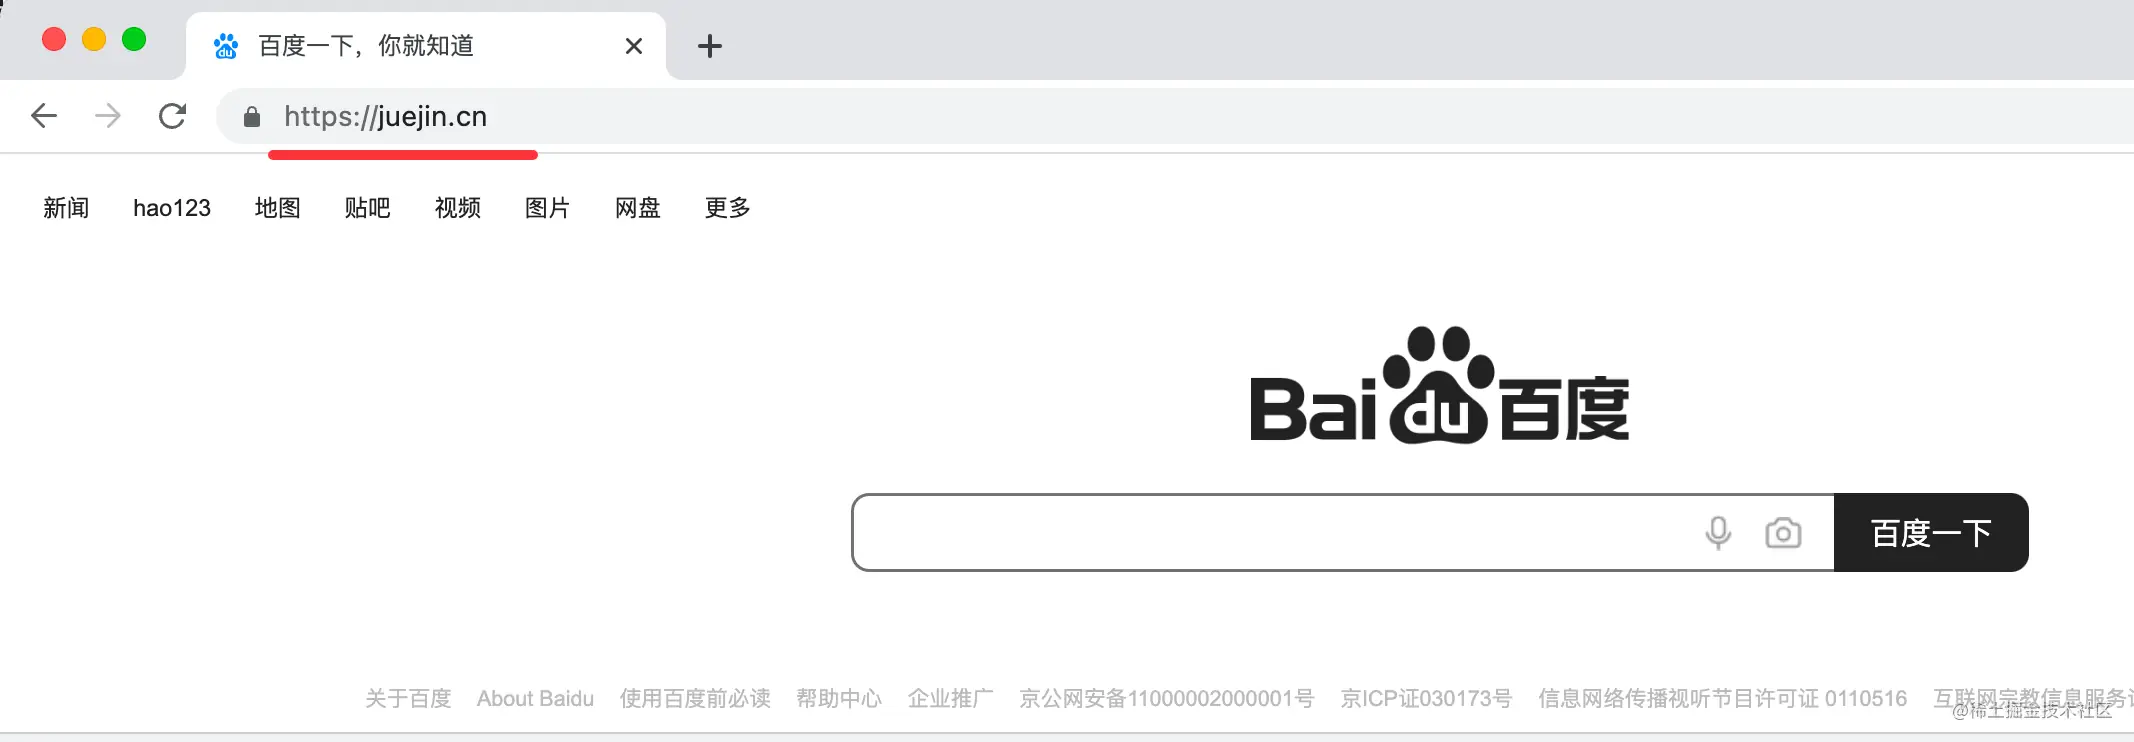 百度一下，你就知道
https://juejin.cn
新闻 hao123 地图 贴吧 视频 图片 网盘 更多
Bai du 百度
百度一下
关于百度 About Baidu 使用百度前必读 帮助中心 企业推广 京公网安备11000002000001号 京ICP证030173号 信息网络传播视听节目许可证 0110516 互联网宗教信息服务
@稀土掘金技术社区